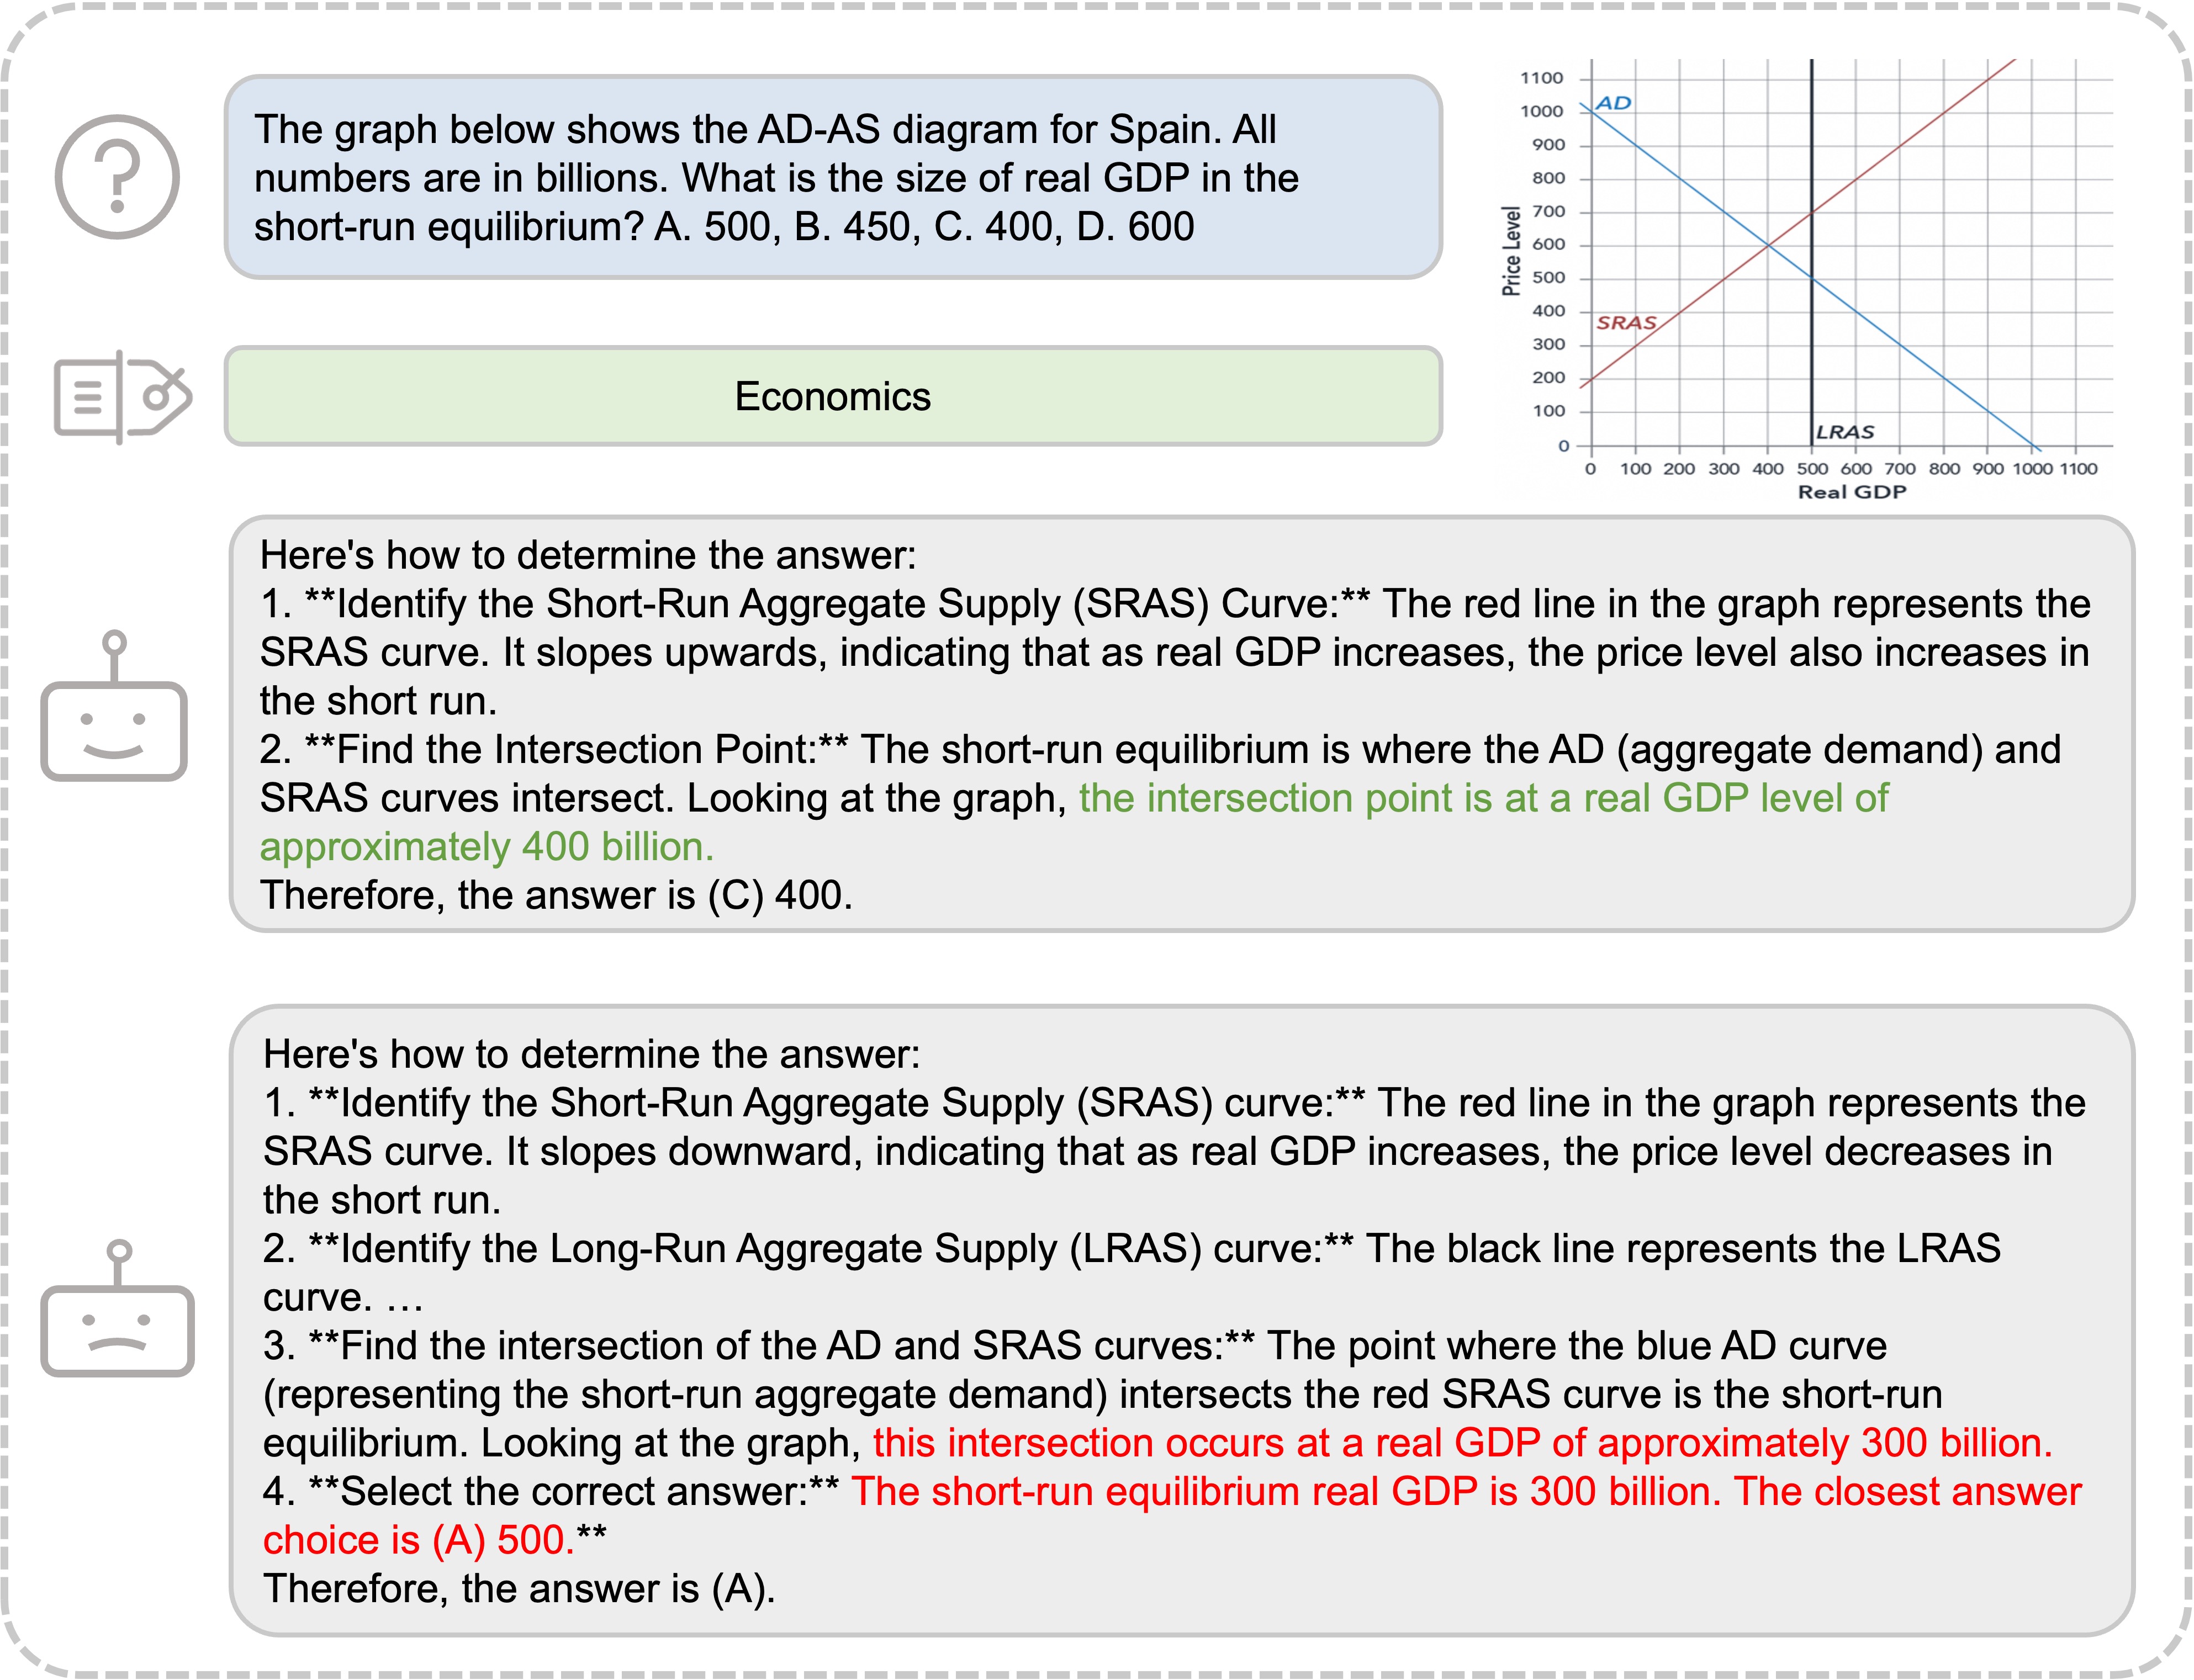 ?
The graph below shows the AD-AS diagram for Spain. All
numbers are in billions. What is the size of real GDP in the
short-run equilibrium? A. 500, B. 450, C. 400, D. 600
1100
1000
900
800
700
600
500
400
300
200
100
0
Price Level
AD
SRAS
LRAS
0 100 200 300 400 500 600 700 800 900 1000 1100
Real GDP
Economics
Here's how to determine the answer:
1. **Identify the Short-Run Aggregate Supply (SRAS) Curve:** The red line in the graph represents the
SRAS curve. It slopes upwards, indicating that as real GDP increases, the price level also increases in
the short run.
2. **Find the Intersection Point:** The short-run equilibrium is where the AD (aggregate demand) and
SRAS curves intersect. Looking at the graph, the intersection point is at a real GDP level of
approximately 400 billion.
Therefore, the answer is (C) 400.
Here's how to determine the answer:
1. **Identify the Short-Run Aggregate Supply (SRAS) curve:** The red line in the graph represents the
SRAS curve. It slopes downward, indicating that as real GDP increases, the price level decreases in
the short run.
2. **Identify the Long-Run Aggregate Supply (LRAS) curve:** The black line represents the LRAS
curve. …
3. **Find the intersection of the AD and SRAS curves:** The point where the blue AD curve
(representing the short-run aggregate demand) intersects the red SRAS curve is the short-run
equilibrium. Looking at the graph, this intersection occurs at a real GDP of approximately 300 billion.
4. **Select the correct answer:** The short-run equilibrium real GDP is 300 billion. The closest answer
choice is (A) 500.**
Therefore, the answer is (A).